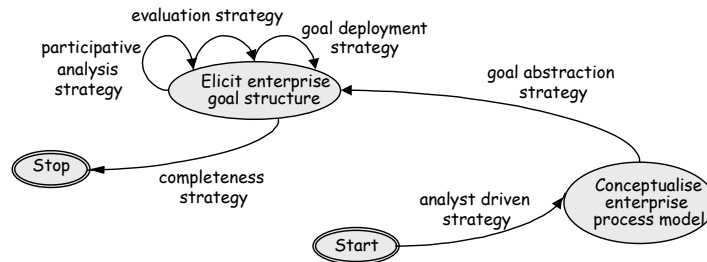 evaluation strategy
participative
analysis
strategy
goal deployment
strategy
Elicit enterprise
goal structure
goal abstraction
strategy
Stop
completeness
strategy
analyst driven
strategy
Conceptualise
enterprise
process model
Start